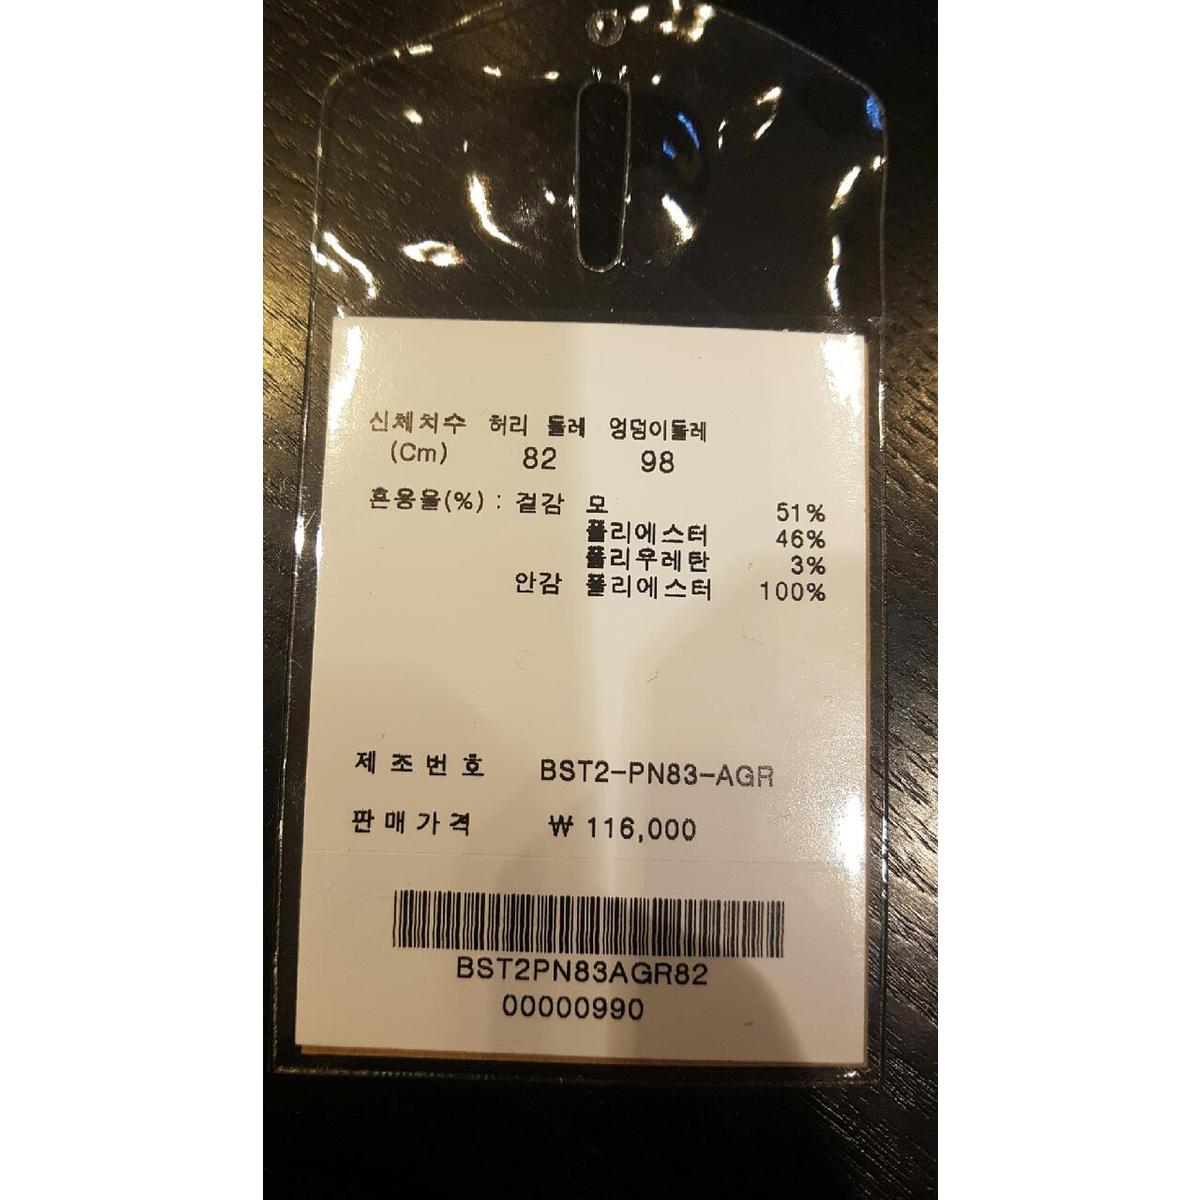 신체치수 허리 둘레 엉덩이둘레
(Cm) 82 98
혼용율(%) : 겉감 모 51%
폴리에스터 46%
폴리우레탄 3%
안감 폴리에스터 100%
제조번호 BST2-PN83-AGR
판매가격 ₩ 116,000
BST2PN83AGR82
00000990